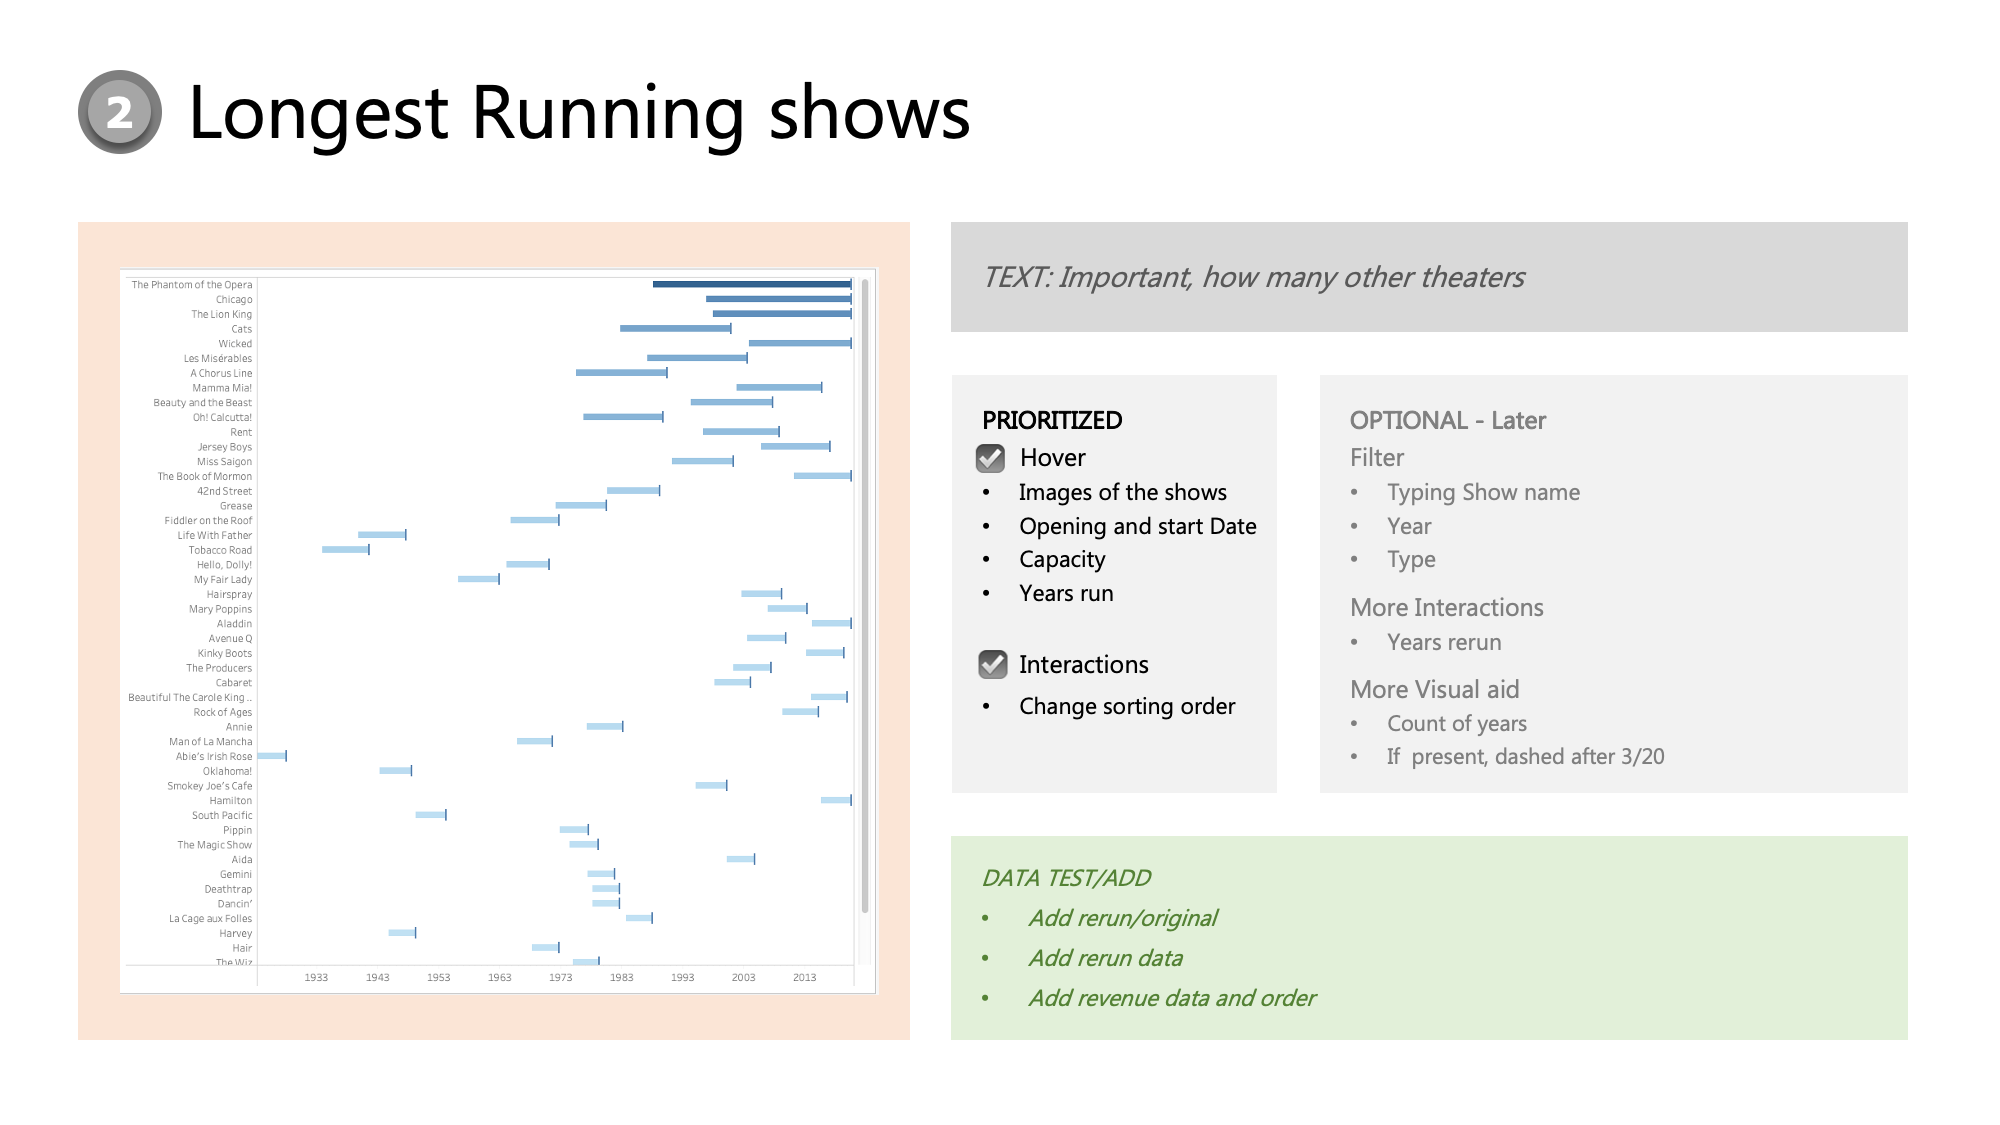 2
Longest Running shows
The Phantom of the Opera
Chicago
The Lion King
Cats
Wicked
Les Misérables
A Chorus Line
Mamma Mia!
Beauty and the Beast
Oh! Calcutta!
Rent
Jersey Boys
Miss Saigon
The Book of Mormon
42nd Street
Grease
Fiddler on the Roof
Life With Father
Tobacco Road
Hello, Dolly!
My Fair Lady
Hairspray
Mary Poppins
Aladdin
Avenue Q
Kinky Boots
The Producers
Cabaret
Beautiful The Carole King ..
Rock of Ages
Annie
Man of La Mancha
Abie's Irish Rose
Oklahoma!
Smokey Joe's Cafe
Hamilton
South Pacific
Pippin
The Magic Show
Aida
Gemini
Deathtrap
Dancin'
La Cage aux Folles
Harvey
Hair
The Wiz
1933 1943 1953 1963 1973 1983 1993 2003 2013
TEXT: Important, how many other theaters
PRIORITIZED
Hover
• Images of the shows
• Opening and start Date
• Capacity
• Years run
Interactions
• Change sorting order
OPTIONAL - Later
Filter
• Typing Show name
• Year
• Type
More Interactions
• Years rerun
More Visual aid
• Count of years
• If  present, dashed after 3/20
DATA TEST/ADD
• Add rerun/original
• Add rerun data
• Add revenue data and order